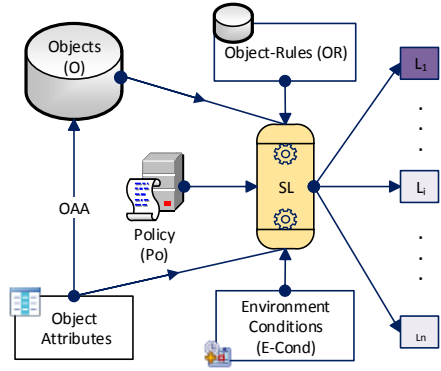 Objects
(O)
Object-Rules (OR)
L1
OAA
SL
Li
Policy
(Po)
Object
Attributes
Environment
Conditions
(E-Cond)
Ln